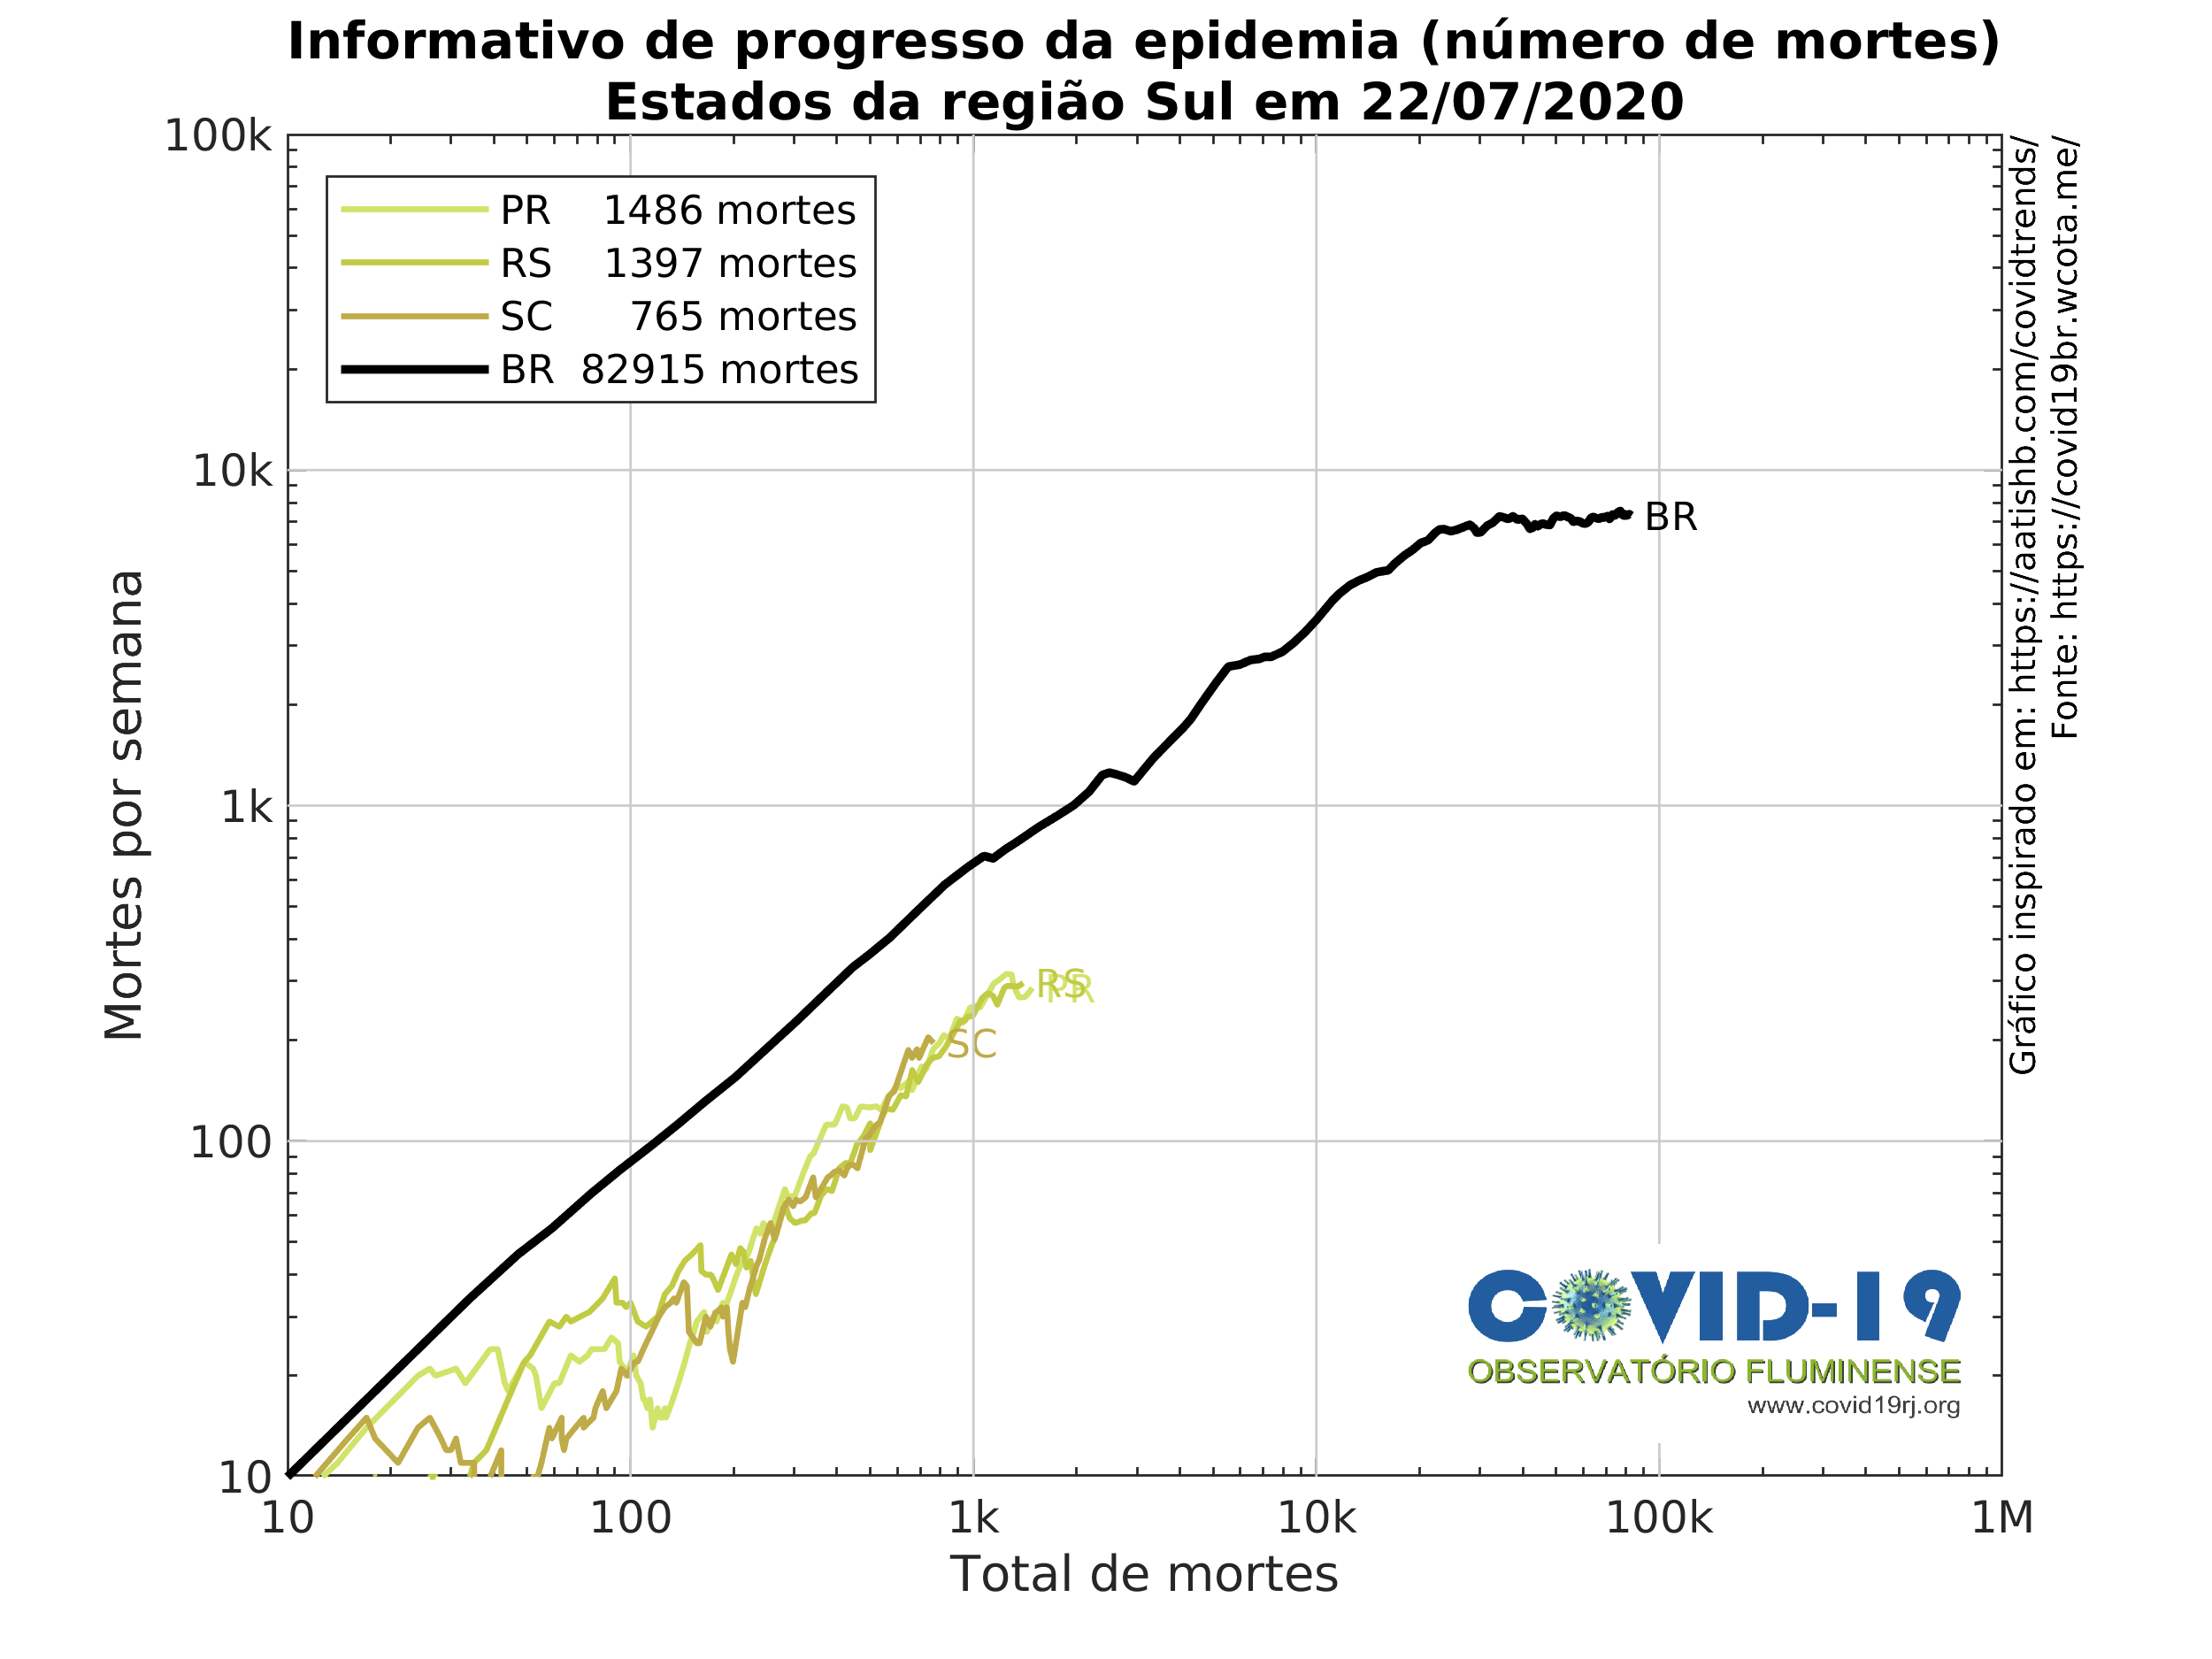 Informativo de progresso da epidemia (número de mortes)
Estados da região Sul em 22/07/2020
100k
10k
1k
100
10
Mortes por semana
PR 1486 mortes
RS 1397 mortes
SC 765 mortes
BR 82915 mortes
BR
RS
PR
SC
10
100
1k
10k
100k
1M
Total de mortes
Gráfico inspirado em: https://aatishb.com/covidtrends/
Fonte: https://covid19br.wcota.me/
COVID-19
OBSERVATÓRIO FLUMINENSE
www.covid19rj.org